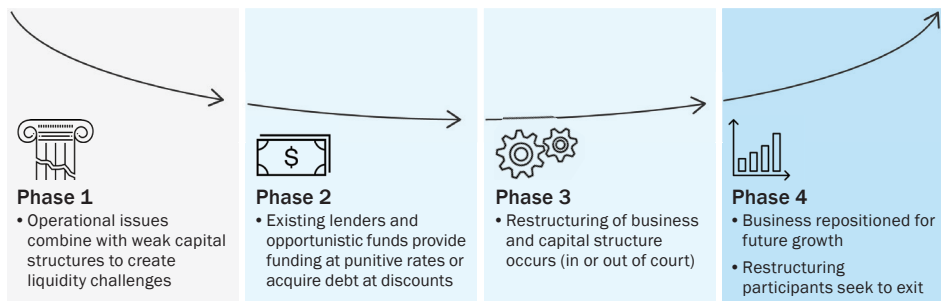 $
Phase 1
• Operational issues
combine with weak capital
structures to create
liquidity challenges
Phase 2
• Existing lenders and
opportunistic funds provide
funding at punitive rates or
acquire debt at discounts
Phase 3
• Restructuring of business
and capital structure
occurs (in or out of court)
Phase 4
• Business repositioned for
future growth
• Restructuring
participants seek to exit